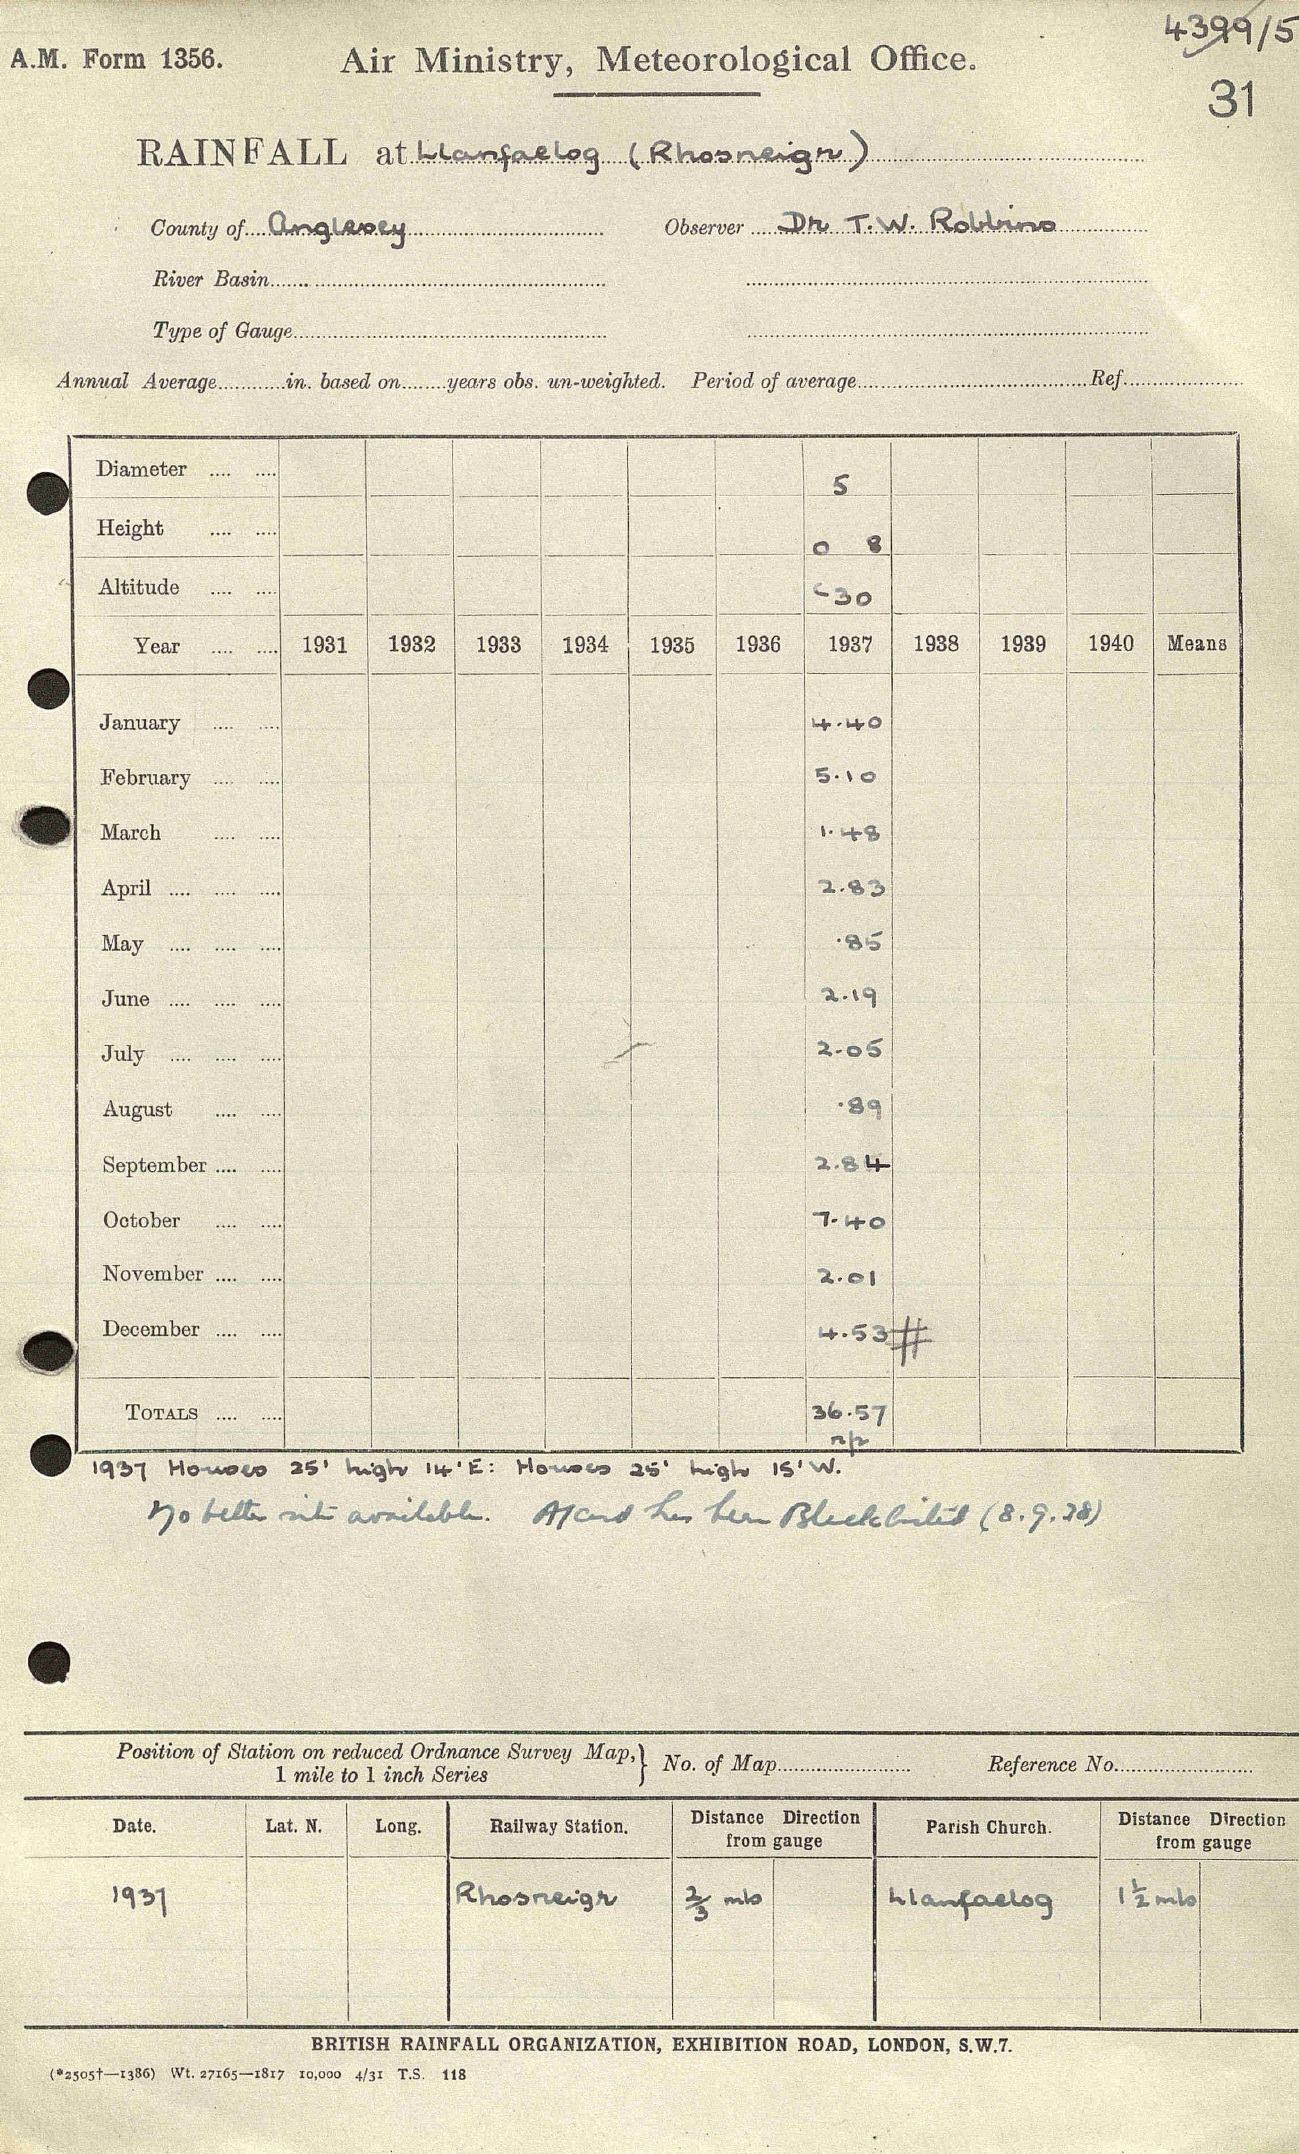 4399/5
A.M. Form 1356. Air Ministry, Meteorological Office.
31
RAINFALL at Llanfaelog (Rhosneigr)
County of Anglesey Observer Dr T. W. Robbins
River Basin
Type of Gauge
Annual Average in. based on years obs. un-weighted. Period of average Ref.
Diameter .... .... 5
Height .... .... 0 8
Altitude .... .... c 30
Year .... .... 1931 1932 1933 1934 1935 1936 1937 1938 1939 1940 Means
January .... .... 4.40
February .... .... 5.10
March .... .... 1.48
April .... .... .... 2.83
May .... .... .... .85
June .... .... .... 2.19
July .... .... .... 2.05
August .... .... .89
September .... .... 2.84
October .... .... 7.40
November .... .... 2.01
December .... .... 4.53 #
TOTALS .... .... 36.57
1937 Houses 25' high 14' E: Houses 25' high 15' W.
No better site available. A/card has been Blacklisted (8.9.38)
Position of Station on reduced Ordnance Survey Map, } No. of Map Reference No.
1 mile to 1 inch Series
Date. Lat. N. Long. Railway Station. Distance Direction from gauge Parish Church. Distance Direction from gauge
1937 Rhosneigr 2/3 mls Llanfaelog 1 1/2 mls
BRITISH RAINFALL ORGANIZATION, EXHIBITION ROAD, LONDON, S.W.7.
(*2505†—1386) Wt. 27165—1817 10,000 4/31 T.S. 118